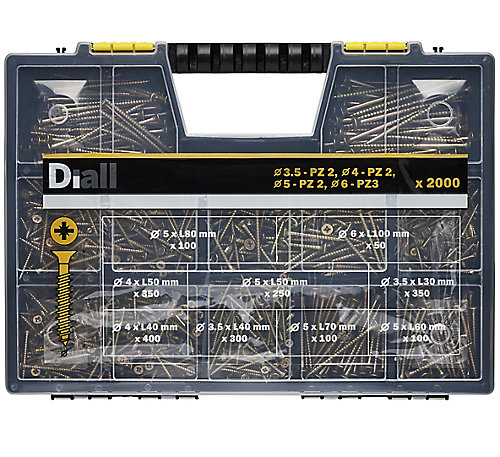 Diall
Ø3.5 - PZ 2, Ø4 - PZ 2,
Ø5 - PZ 2, Ø6 - PZ3
x 2000
Ø 5 x L80 mm
x 100
Ø 6 x L100 mm
x 50
Ø 4 x L50 mm
x 350
Ø 5 x L50 mm
x 250
Ø 3.5 x L30 mm
x 350
Ø 4 x L40 mm
x 400
Ø 3.5 x L40 mm
x 300
Ø 5 x L70 mm
x 100
Ø 5 x L60 mm
x 100